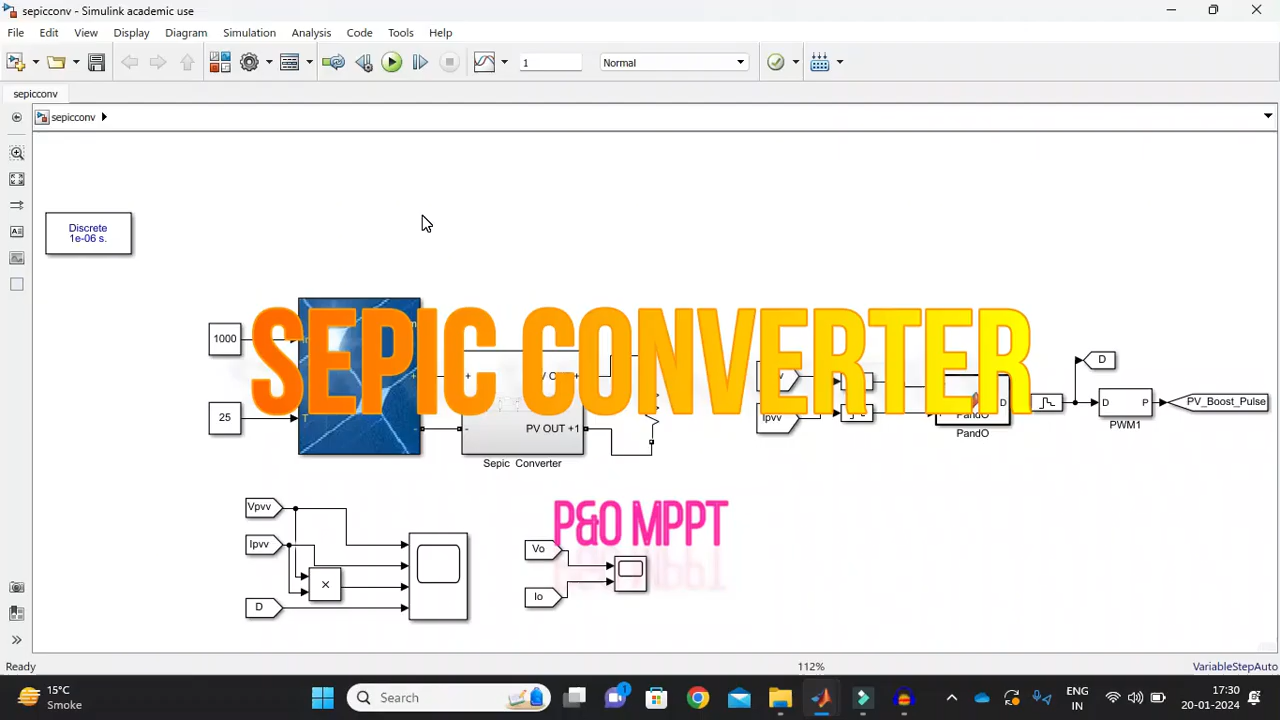 sepicconv - Simulink academic use
File Edit View Display Diagram Simulation Analysis Code Tools Help
1 Normal
sepicconv
sepicconv
Discrete
1e-06 s.
1000
25
T
+
-
+
-
PV OUT +1
Sepic Converter
SEPIC CONVERTER
Ipvv
PandO
PandO
D
D
D P
PWM1
PV_Boost_Pulse
Vpvv
Ipvv
×
D
P&O MPPT
Vo
Io
Ready
112%
VariableStepAuto
15°C
Smoke
Search
1
ENG
IN
17:30
20-01-2024